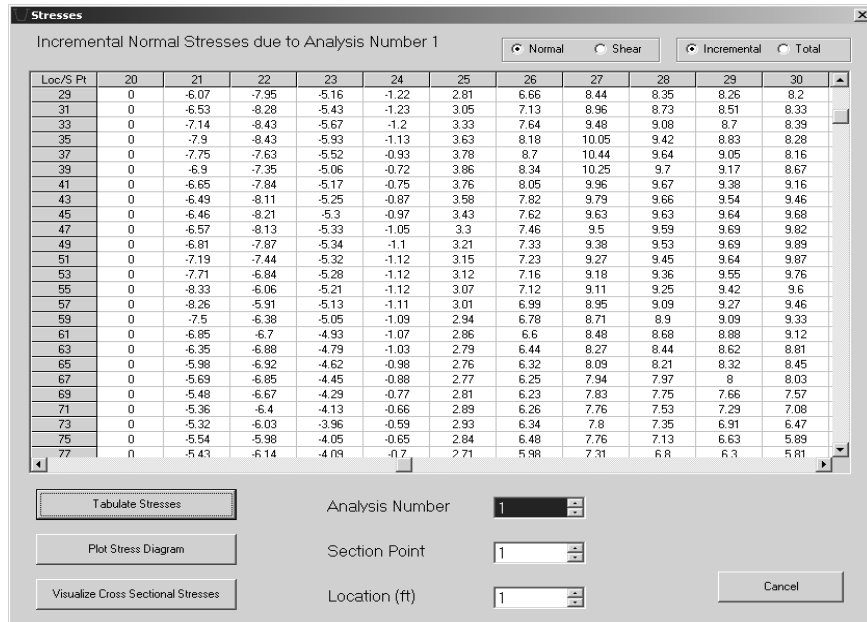 Stresses
Incremental Normal Stresses due to Analysis Number 1
Normal Shear Incremental Total
Loc/S Pt 20 21 22 23 24 25 26 27 28 29 30
29 0 -6.07 -7.95 -5.16 -1.22 2.81 6.66 8.44 8.35 8.26 8.2
31 0 -6.53 -8.28 -5.43 -1.23 3.05 7.13 8.96 8.73 8.51 8.33
33 0 -7.14 -8.43 -5.67 -1.2 3.33 7.64 9.48 9.08 8.7 8.39
35 0 -7.9 -8.43 -5.93 -1.13 3.63 8.18 10.05 9.42 8.83 8.28
37 0 -7.75 -7.63 -5.52 -0.93 3.78 8.7 10.44 9.64 9.05 8.16
39 0 -6.9 -7.35 -5.06 -0.72 3.86 8.34 10.25 9.7 9.17 8.67
41 0 -6.65 -7.84 -5.17 -0.75 3.76 8.05 9.96 9.67 9.38 9.16
43 0 -6.49 -8.11 -5.25 -0.87 3.58 7.82 9.79 9.66 9.54 9.46
45 0 -6.46 -8.21 -5.3 -0.97 3.43 7.62 9.63 9.63 9.64 9.68
47 0 -6.57 -8.13 -5.33 -1.05 3.3 7.46 9.5 9.59 9.69 9.82
49 0 -6.81 -7.87 -5.34 -1.1 3.21 7.33 9.38 9.53 9.69 9.89
51 0 -7.19 -7.44 -5.32 -1.12 3.15 7.23 9.27 9.45 9.64 9.87
53 0 -7.71 -6.84 -5.28 -1.12 3.12 7.16 9.18 9.36 9.55 9.76
55 0 -8.33 -6.06 -5.21 -1.12 3.07 7.12 9.11 9.25 9.42 9.6
57 0 -8.26 -5.91 -5.13 -1.11 3.01 6.99 8.95 9.09 9.27 9.46
59 0 -7.5 -6.38 -5.05 -1.09 2.94 6.78 8.71 8.9 9.09 9.33
61 0 -6.85 -6.7 -4.93 -1.07 2.86 6.6 8.48 8.68 8.88 9.12
63 0 -6.35 -6.88 -4.79 -1.03 2.79 6.44 8.27 8.44 8.62 8.81
65 0 -5.98 -6.92 -4.62 -0.98 2.76 6.32 8.09 8.21 8.32 8.45
67 0 -5.69 -6.85 -4.45 -0.88 2.77 6.25 7.94 7.97 8 8.03
69 0 -5.48 -6.67 -4.29 -0.77 2.81 6.23 7.83 7.75 7.66 7.57
71 0 -5.36 -6.4 -4.13 -0.66 2.89 6.26 7.76 7.53 7.29 7.08
73 0 -5.32 -6.03 -3.96 -0.59 2.93 6.34 7.8 7.35 6.91 6.47
75 0 -5.54 -5.98 -4.05 -0.65 2.84 6.48 7.76 7.13 6.63 5.89
77 0 -5.43 -6.14 -4.09 -0.7 2.71 5.98 7.31 6.8 6.3 5.81
Tabulate Stresses
Analysis Number 1
Plot Stress Diagram
Section Point 1
Visualize Cross Sectional Stresses
Location (ft) 1
Cancel